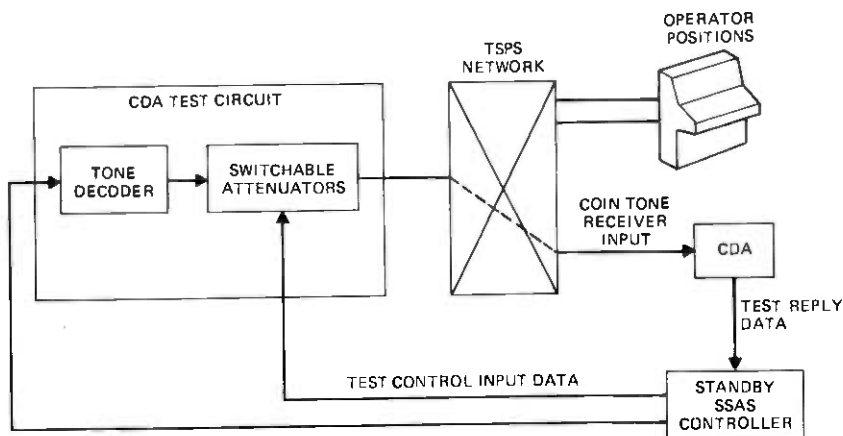 OPERATOR
POSITIONS
TSPS
NETWORK
CDA TEST CIRCUIT
TONE
DECODER
SWITCHABLE
ATTENUATORS
COIN TONE
RECEIVER
INPUT
CDA
TEST REPLY
DATA
TEST CONTROL INPUT DATA
STANDBY
SSAS
CONTROLLER